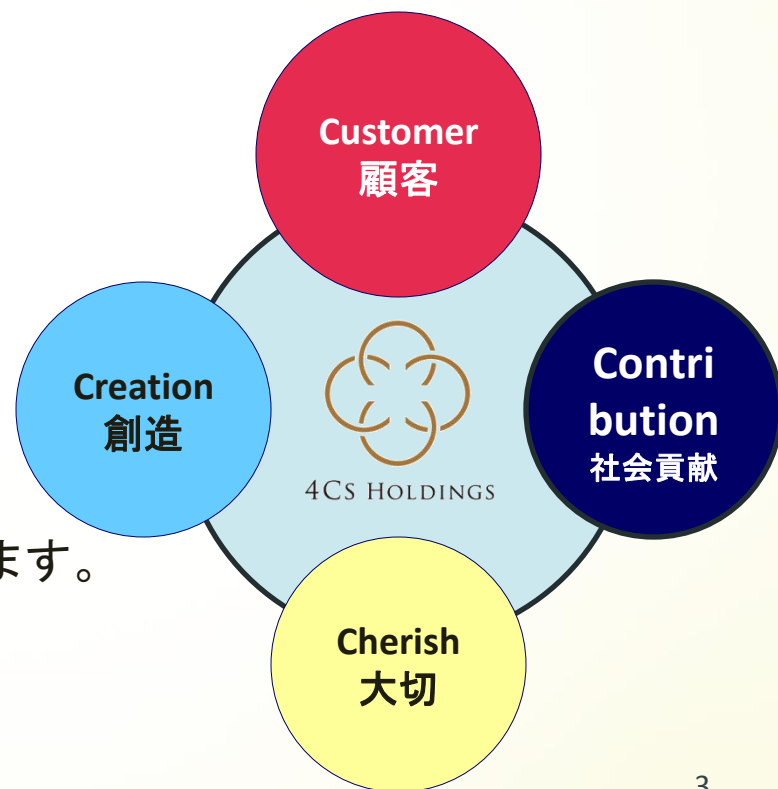 Customer
顧客
Creation
創造
Contri
bution
社会貢献
4CS HOLDINGS
ます。
Cherish
大切
3